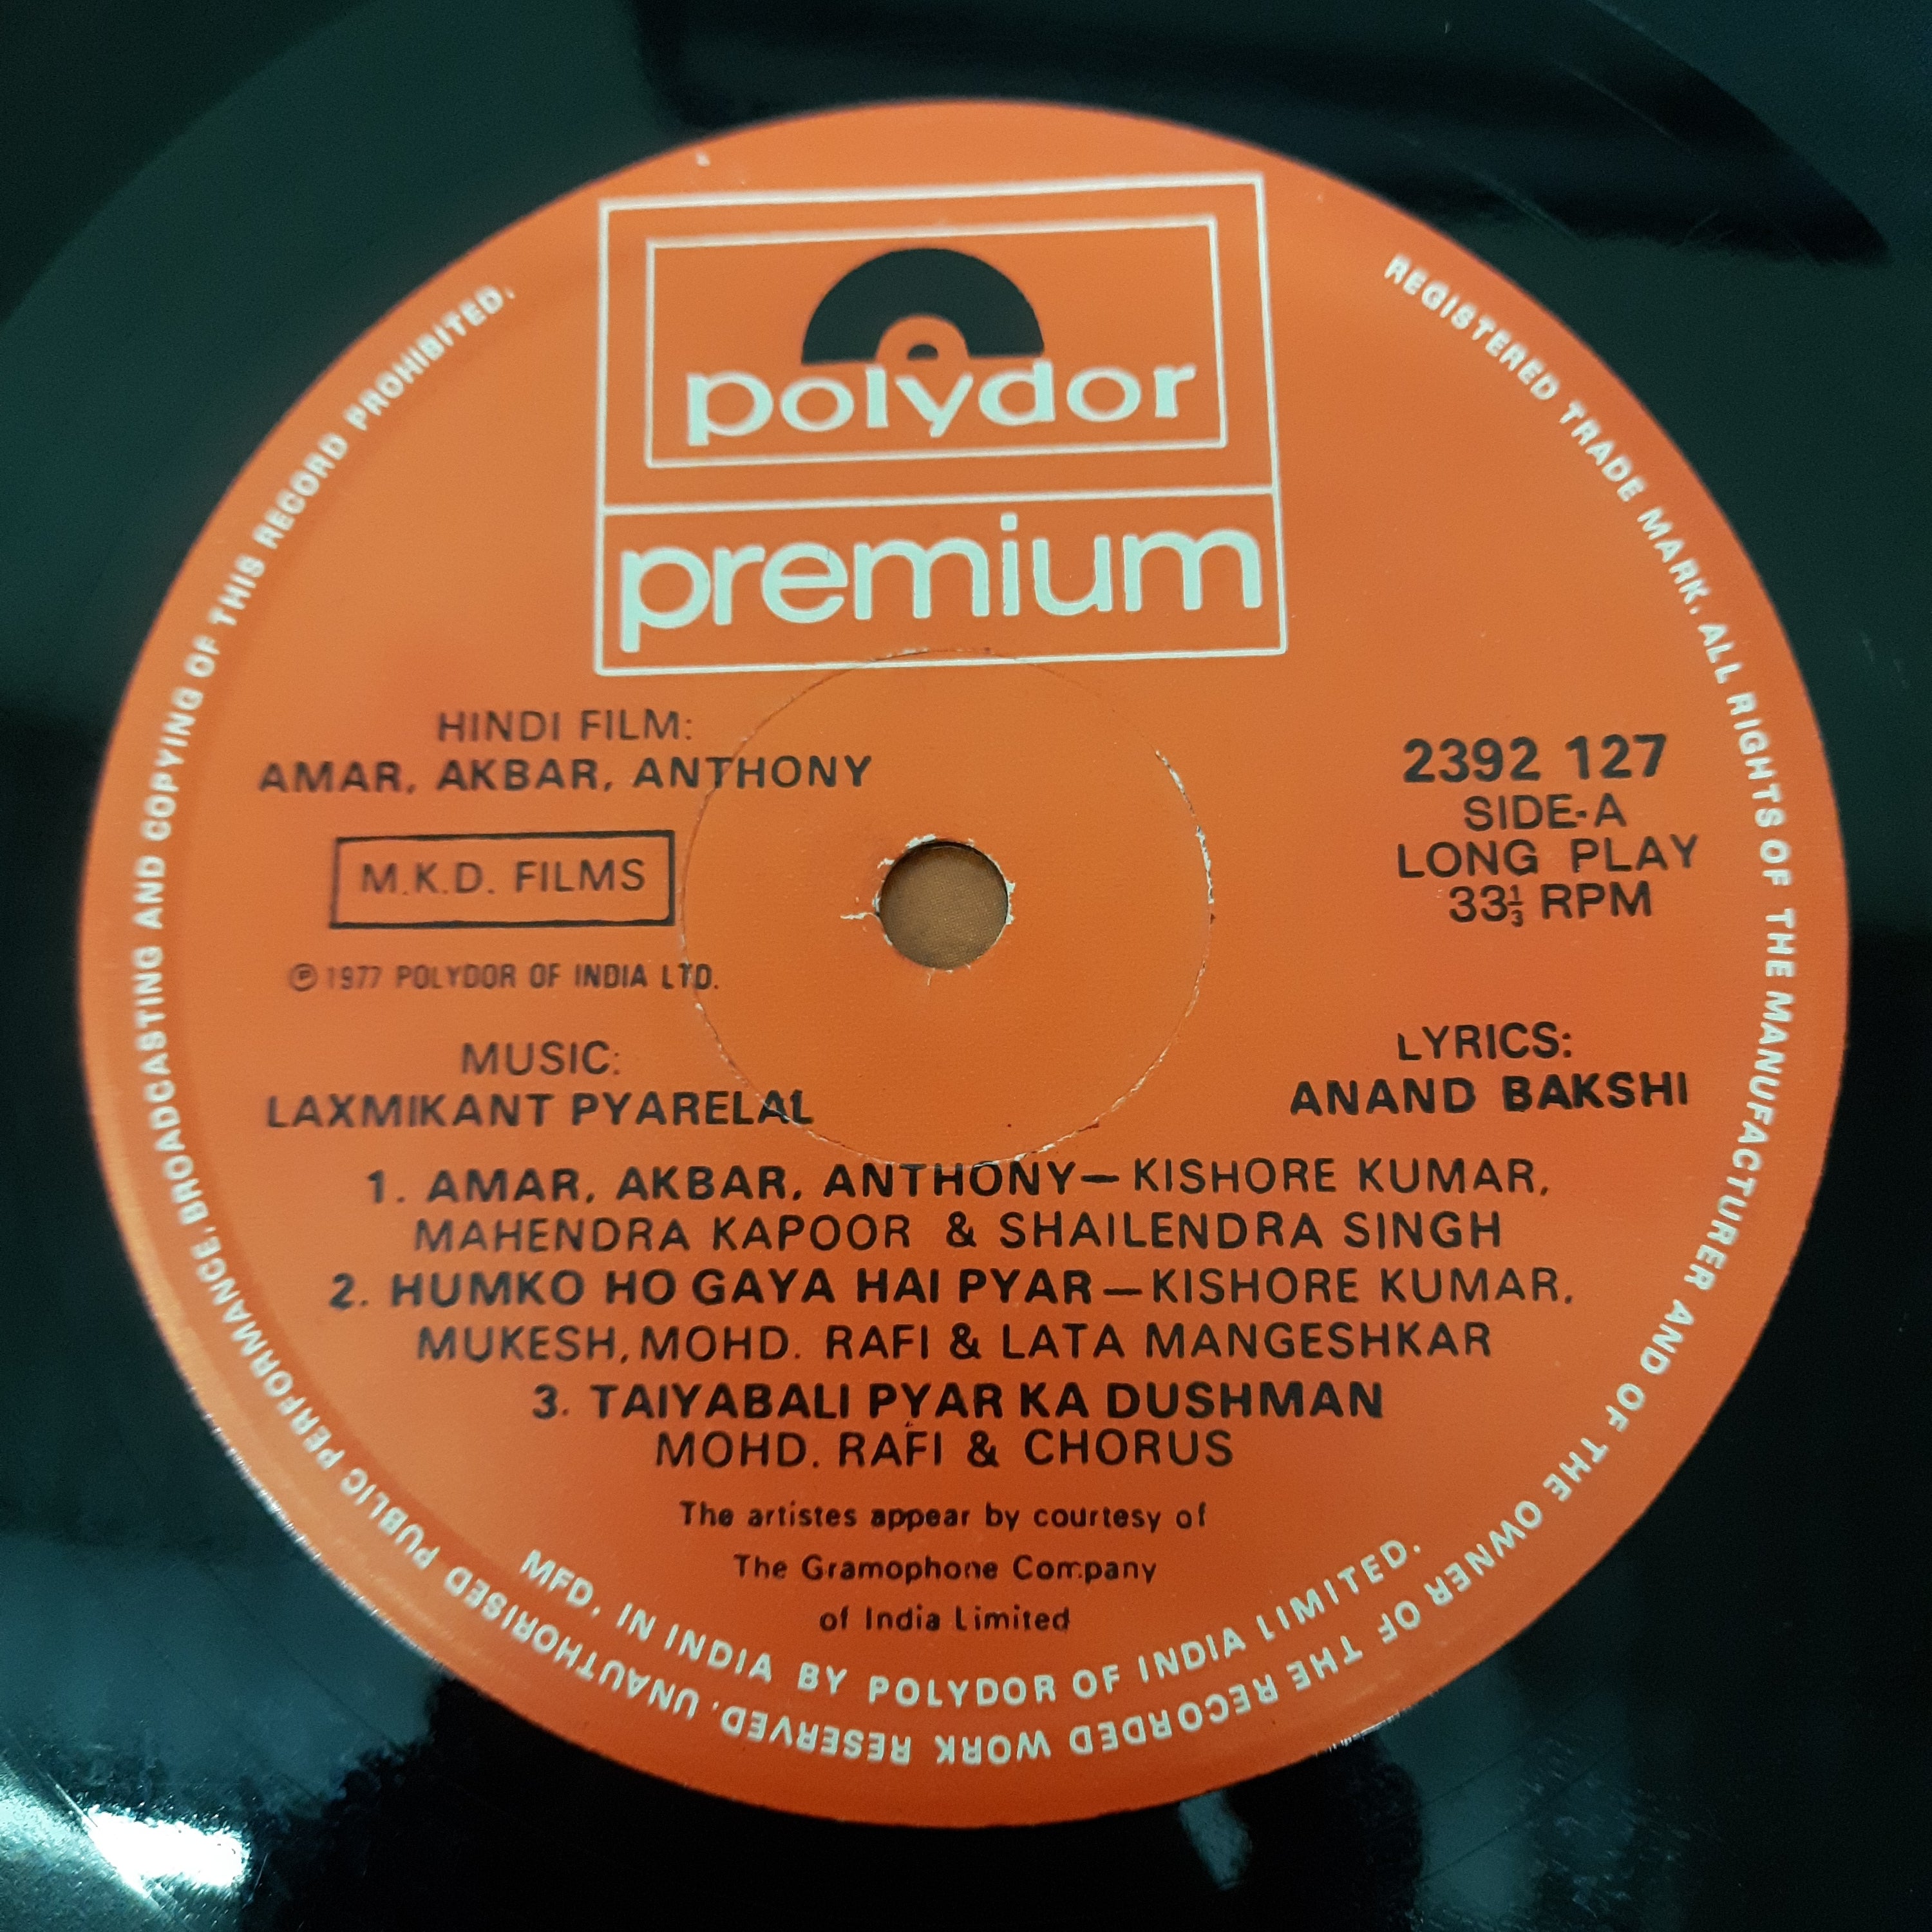 polydor
premium
HINDI FILM:
AMAR, AKBAR, ANTHONY
M.K.D. FILMS
℗ 1977 POLYDOR OF INDIA LTD.
2392 127
SIDE-A
LONG PLAY
33⅓ RPM
MUSIC:
LAXMIKANT PYARELAL
LYRICS:
ANAND BAKSHI
1. AMAR, AKBAR, ANTHONY—KISHORE KUMAR,
MAHENDRA KAPOOR & SHAILENDRA SINGH
2. HUMKO HO GAYA HAI PYAR—KISHORE KUMAR,
MUKESH, MOHD. RAFI & LATA MANGESHKAR
3. TAIYABALI PYAR KA DUSHMAN
MOHD. RAFI & CHORUS
The artistes appear by courtesy of
The Gramophone Company
of India Limited
MFD. IN INDIA BY POLYDOR OF INDIA LIMITED.
REGISTERED TRADE MARK. ALL RIGHTS OF THE MANUFACTURER AND OF THE OWNER OF THE RECORDED WORK RESERVED. UNAUTHORISED PUBLIC PERFORMANCE, BROADCASTING AND COPYING OF THIS RECORD PROHIBITED.